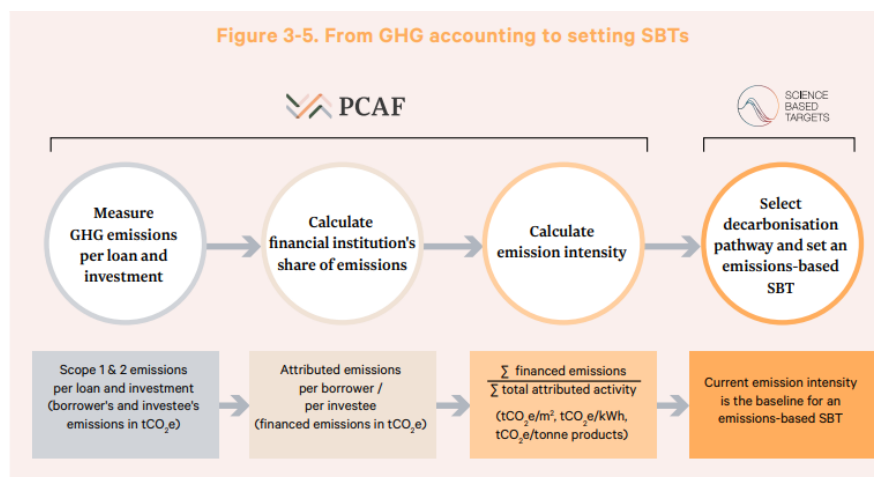 Figure 3-5. From GHG accounting to setting SBTs
PCAF
SCIENCE
BASED
TARGETS
Measure
GHG emissions
per loan and
investment
Calculate
financial institution's
share of emissions
Calculate
emission intensity
Select
decarbonisation
pathway and set an
emissions-based
SBT
Scope 1 & 2 emissions
per loan and investment
(borrower's and investee's
emissions in tCO₂e)
Attributed emissions
per borrower /
per investee
(financed emissions in tCO₂e)
∑ financed emissions
∑ total attributed activity
(tCO₂e/m², tCO₂e/kWh,
tCO₂e/tonne products)
Current emission intensity
is the baseline for an
emissions-based SBT